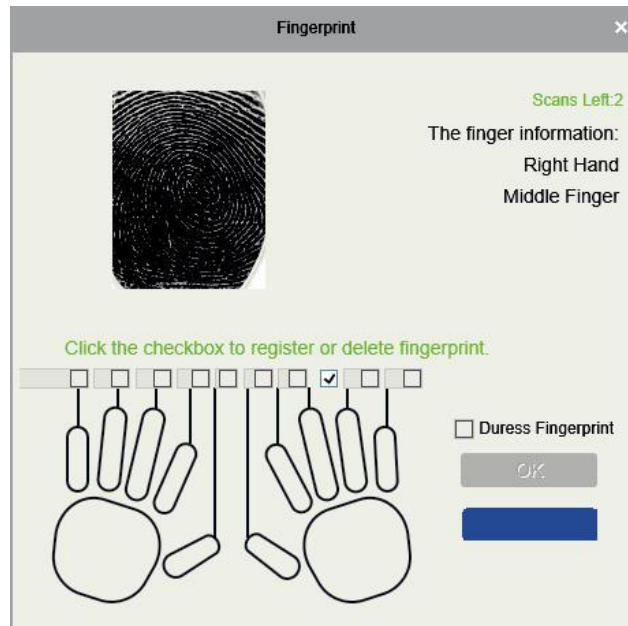 Fingerprint
Scans Left:2
The finger information:
Right Hand
Middle Finger
Click the checkbox to register or delete fingerprint.
Duress Fingerprint
OK